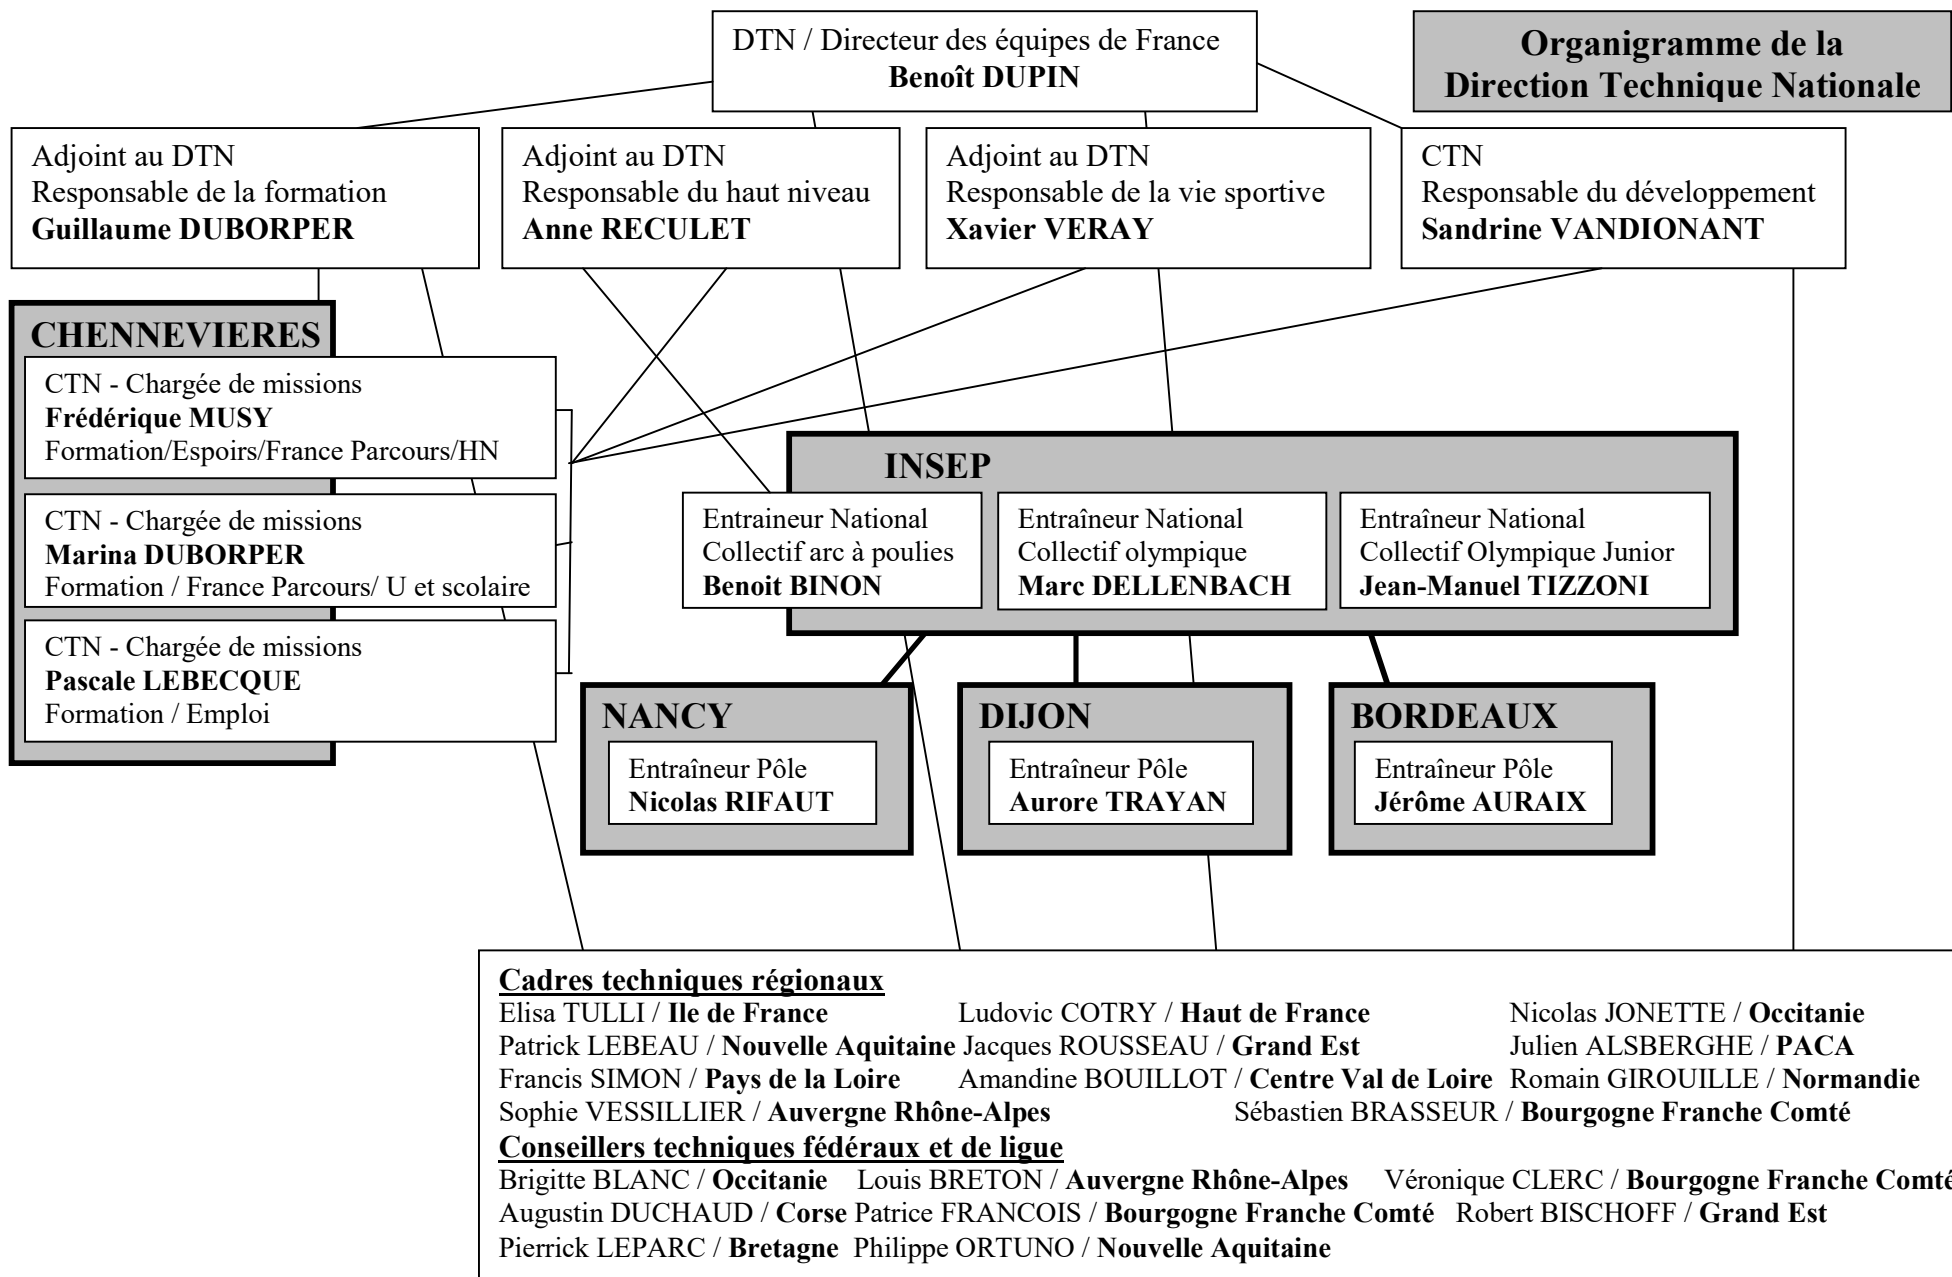 DTN / Directeur des équipes de France
Benoît DUPIN
Organigramme de la
Direction Technique Nationale
Adjoint au DTN
Responsable de la formation
Guillaume DUBORPER
Adjoint au DTN
Responsable du haut niveau
Anne RECULET
Adjoint au DTN
Responsable de la vie sportive
Xavier VERAY
CTN
Responsable du développement
Sandrine VANDIONANT
CHENNEVIERES
CTN - Chargée de missions
Frédérique MUSY
Formation/Espoirs/France Parcours/HN
CTN - Chargée de missions
Marina DUBORPER
Formation / France Parcours/ U et scolaire
CTN - Chargée de missions
Pascale LEBECQUE
Formation / Emploi
INSEP
Entraineur National
Collectif arc à poulies
Benoit BINON
Entraîneur National
Collectif olympique
Marc DELLENBACH
Entraîneur National
Collectif Olympique Junior
Jean-Manuel TIZZONI
NANCY
Entraîneur Pôle
Nicolas RIFAUT
DIJON
Entraîneur Pôle
Aurore TRAYAN
BORDEAUX
Entraîneur Pôle
Jérôme AURAIX
Cadres techniques régionaux
Elisa TULLI / Ile de France Ludovic COTRY / Haut de France Nicolas JONETTE / Occitanie
Patrick LEBEAU / Nouvelle Aquitaine Jacques ROUSSEAU / Grand Est Julien ALSBERGHE / PACA
Francis SIMON / Pays de la Loire Amandine BOUILLOT / Centre Val de Loire Romain GIROUILLE / Normandie
Sophie VESSILLIER / Auvergne Rhône-Alpes Sébastien BRASSEUR / Bourgogne Franche Comté
Conseillers techniques fédéraux et de ligue
Brigitte BLANC / Occitanie Louis BRETON / Auvergne Rhône-Alpes Véronique CLERC / Bourgogne Franche Comté
Augustin DUCHAUD / Corse Patrice FRANCOIS / Bourgogne Franche Comté Robert BISCHOFF / Grand Est
Pierrick LEPARC / Bretagne Philippe ORTUNO / Nouvelle Aquitaine